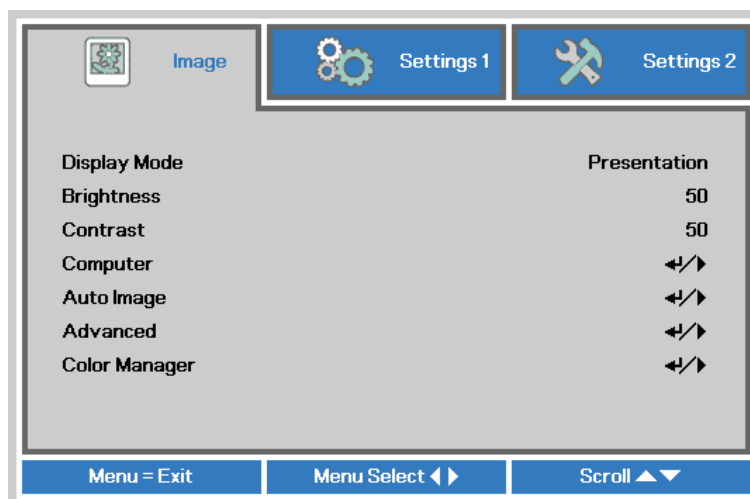 Image
Settings 1
Settings 2
Display Mode Presentation
Brightness 50
Contrast 50
Computer ↵/▶
Auto Image ↵/▶
Advanced ↵/▶
Color Manager ↵/▶
Menu = Exit
Menu Select ◀ ▶
Scroll ▲ ▼